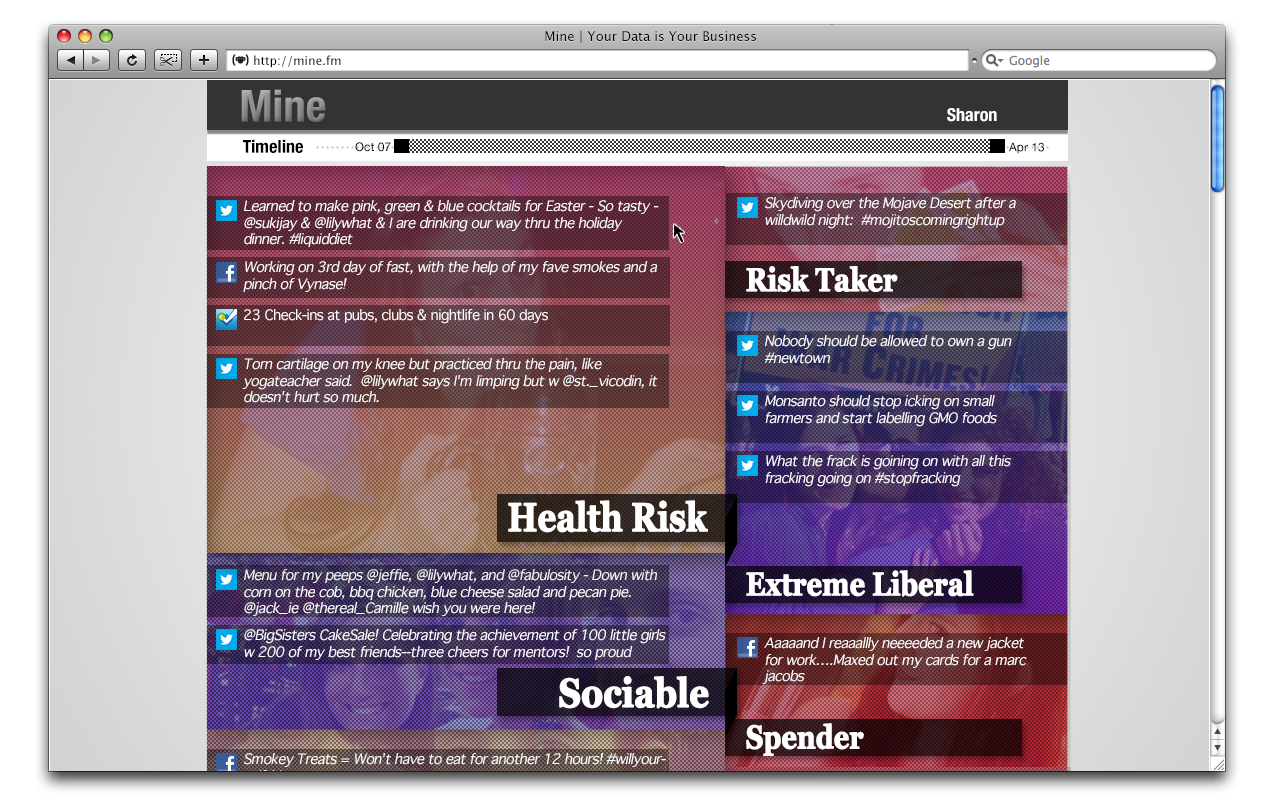 Mine | Your Data is Your Business
http://mine.fm
Google
Mine
Sharon
Timeline
Oct 07
Apr 13
Learned to make pink, green & blue cocktails for Easter - So tasty -
@sukijay & @lilywhat & I are drinking our way thru the holiday
dinner. #liquiddiet
Working on 3rd day of fast, with the help of my fave smokes and a
pinch of Vynase!
23 Check-ins at pubs, clubs & nightlife in 60 days
Torn cartilage on my knee but practiced thru the pain, like
yogateacher said.  @lilywhat says I'm limping but w @st._vicodin, it
doesn't hurt so much.
Health Risk
Menu for my peeps @jeffie, @lilywhat, and @fabulosity - Down with
corn on the cob, bbq chicken, blue cheese salad and pecan pie.
@jack_ie @thereal_Camille wish you were here!
@BigSisters CakeSale! Celebrating the achievement of 100 little girls
w 200 of my best friends--three cheers for mentors!  so proud
Sociable
Smokey Treats = Won't have to eat for another 12 hours! #willyour-
Skydiving over the Mojave Desert after a
willdwild night:  #mojitoscomingrightup
Risk Taker
FOR
WAR CRIMES!
Nobody should be allowed to own a gun
#newtown
Monsanto should stop icking on small
farmers and start labelling GMO foods
What the frack is goining on with all this
fracking going on #stopfracking
Extreme Liberal
Aaaaand I reaaallly neeeeded a new jacket
for work....Maxed out my cards for a marc
jacobs
Spender